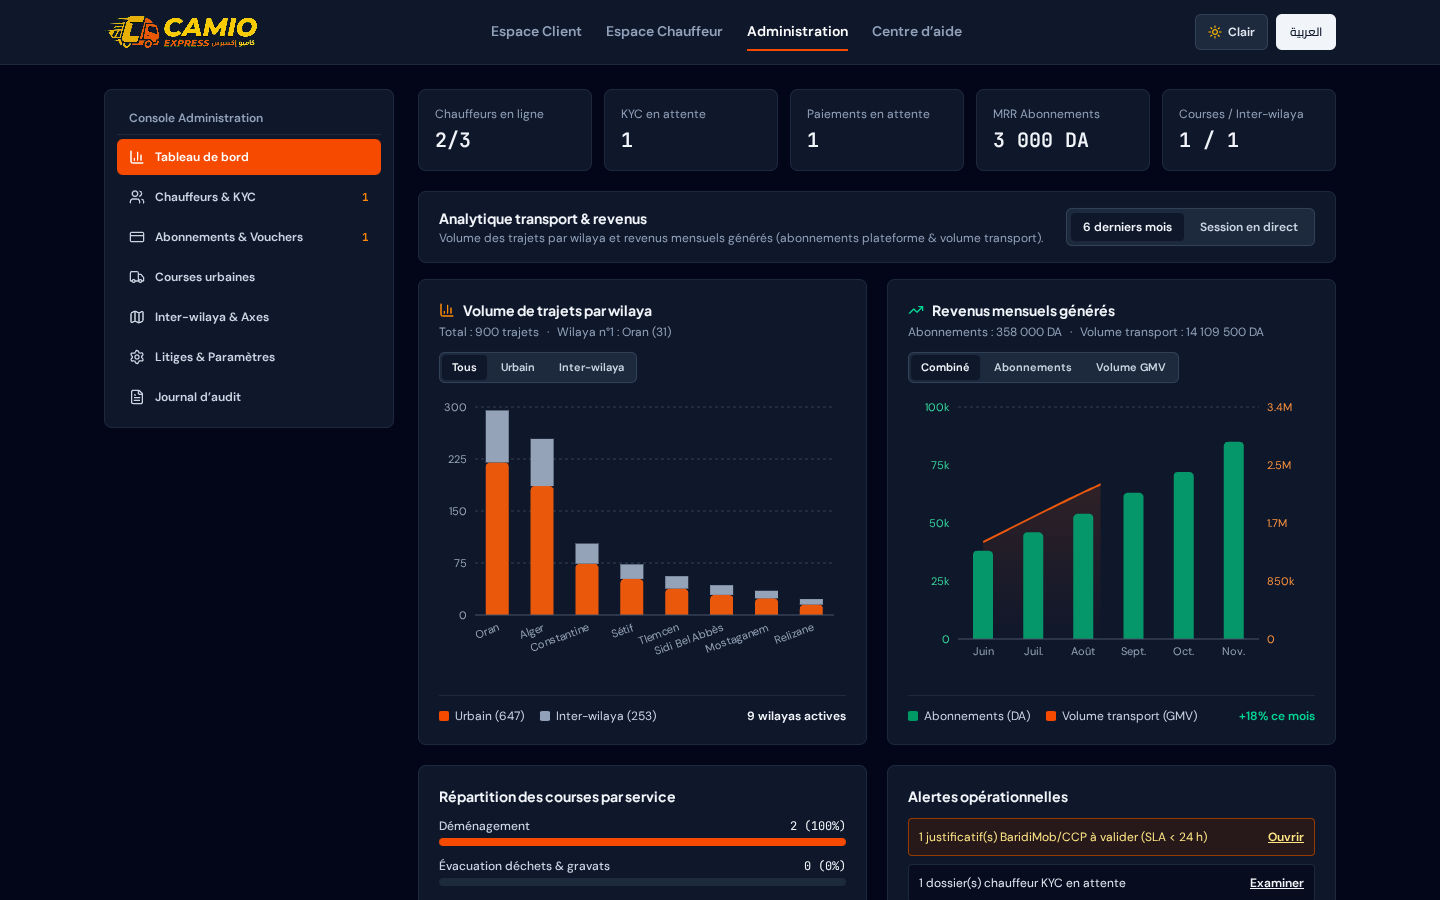 CAMIO
EXPRESS كاميو إكسبرس
Espace Client
Espace Chauffeur
Administration
Centre d’aide
Clair
العربية
Console Administration
Tableau de bord
Chauffeurs & KYC 1
Abonnements & Vouchers 1
Courses urbaines
Inter-wilaya & Axes
Litiges & Paramètres
Journal d’audit
Chauffeurs en ligne
2/3
KYC en attente
1
Paiements en attente
1
MRR Abonnements
3 000 DA
Courses / Inter-wilaya
1 / 1
Analytique transport & revenus
Volume des trajets par wilaya et revenus mensuels générés (abonnements plateforme & volume transport).
6 derniers mois
Session en direct
Volume de trajets par wilaya
Total : 900 trajets · Wilaya n°1 : Oran (31)
Tous
Urbain
Inter-wilaya
300
225
150
75
0
Oran
Alger
Constantine
Sétif
Tlemcen
Sidi Bel Abbès
Mostaganem
Relizane
Urbain (647)
Inter-wilaya (253)
9 wilayas actives
Revenus mensuels générés
Abonnements : 358 000 DA · Volume transport : 14 109 500 DA
Combiné
Abonnements
Volume GMV
100k
75k
50k
25k
0
3.4M
2.5M
1.7M
850k
0
Juin
Juil.
Août
Sept.
Oct.
Nov.
Abonnements (DA)
Volume transport (GMV)
+18% ce mois
Répartition des courses par service
Déménagement 2 (100%)
Évacuation déchets & gravats 0 (0%)
Alertes opérationnelles
1 justificatif(s) BaridiMob/CCP à valider (SLA < 24 h) Ouvrir
1 dossier(s) chauffeur KYC en attente Examiner